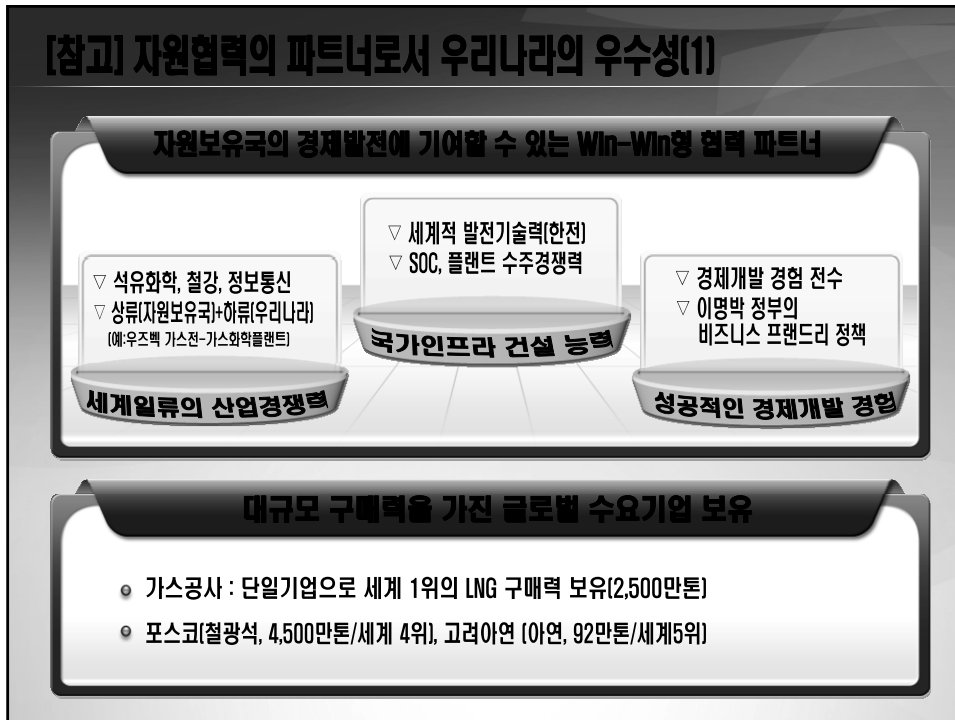 [참고] 자원협력의 파트너로서 우리나라의 우수성(1)
자원보유국의 경제발전에 기여할 수 있는 Win-Win형 협력 파트너
▽ 석유화학, 철강, 정보통신
▽ 상류(자원보유국)+하류(우리나라)
(예:우즈벡 가스전-가스화학플랜트)
세계일류의 산업경쟁력
▽ 세계적 발전기술력(한전)
▽ SOC, 플랜트 수주경쟁력
국가인프라 건설 능력
▽ 경제개발 경험 전수
▽ 이명박 정부의
비즈니스 프랜드리 정책
성공적인 경제개발 경험
대규모 구매력을 가진 글로벌 수요기업 보유
가스공사 : 단일기업으로 세계 1위의 LNG 구매력 보유(2,500만톤)
포스코(철광석, 4,500만톤/세계 4위), 고려아연 (아연, 92만톤/세계5위)